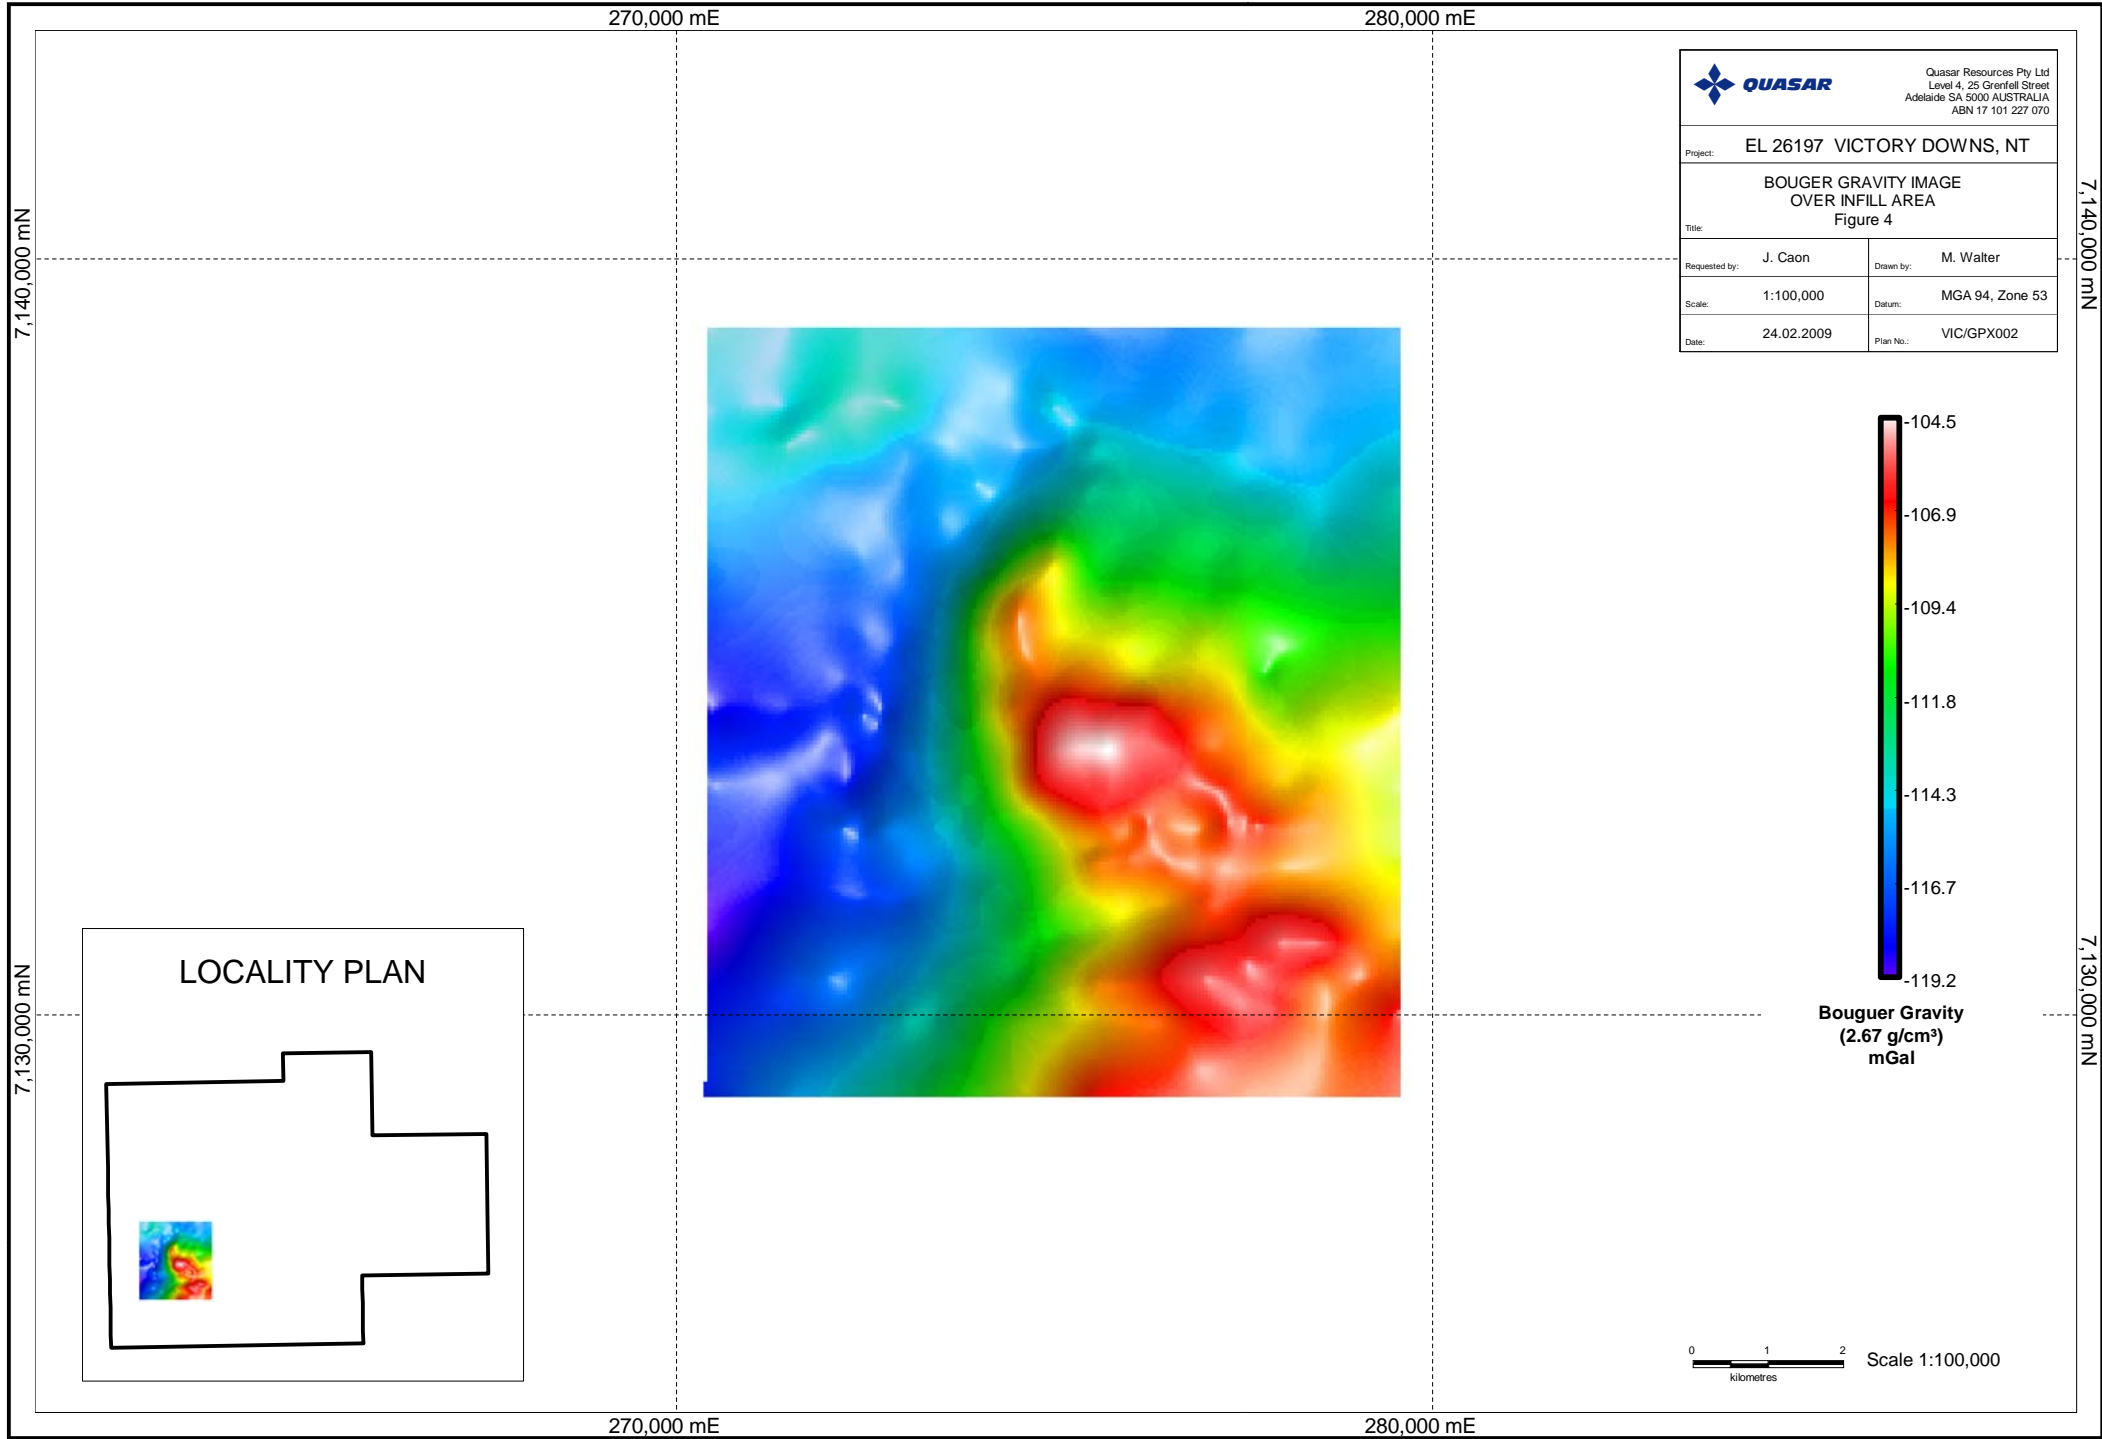 270,000 mE
280,000 mE
QUASAR
Quasar Resources Pty Ltd
Level 4, 25 Grenfell Street
Adelaide SA 5000 AUSTRALIA
ABN 17 101 227 070
Project: EL 26197 VICTORY DOWNS, NT
BOUGER GRAVITY IMAGE
OVER INFILL AREA
Figure 4
Title:
Requested by: J. Caon
Drawn by: M. Walter
Scale: 1:100,000
Datum: MGA 94, Zone 53
Date: 24.02.2009
Plan No.: VIC/GPX002
7,140,000 mN
7,140,000 mN
-104.5
-106.9
-109.4
-111.8
-114.3
-116.7
-119.2
Bouguer Gravity
(2.67 g/cm³)
mGal
7,130,000 mN
7,130,000 mN
LOCALITY PLAN
0 1 2
kilometres
Scale 1:100,000
270,000 mE
280,000 mE